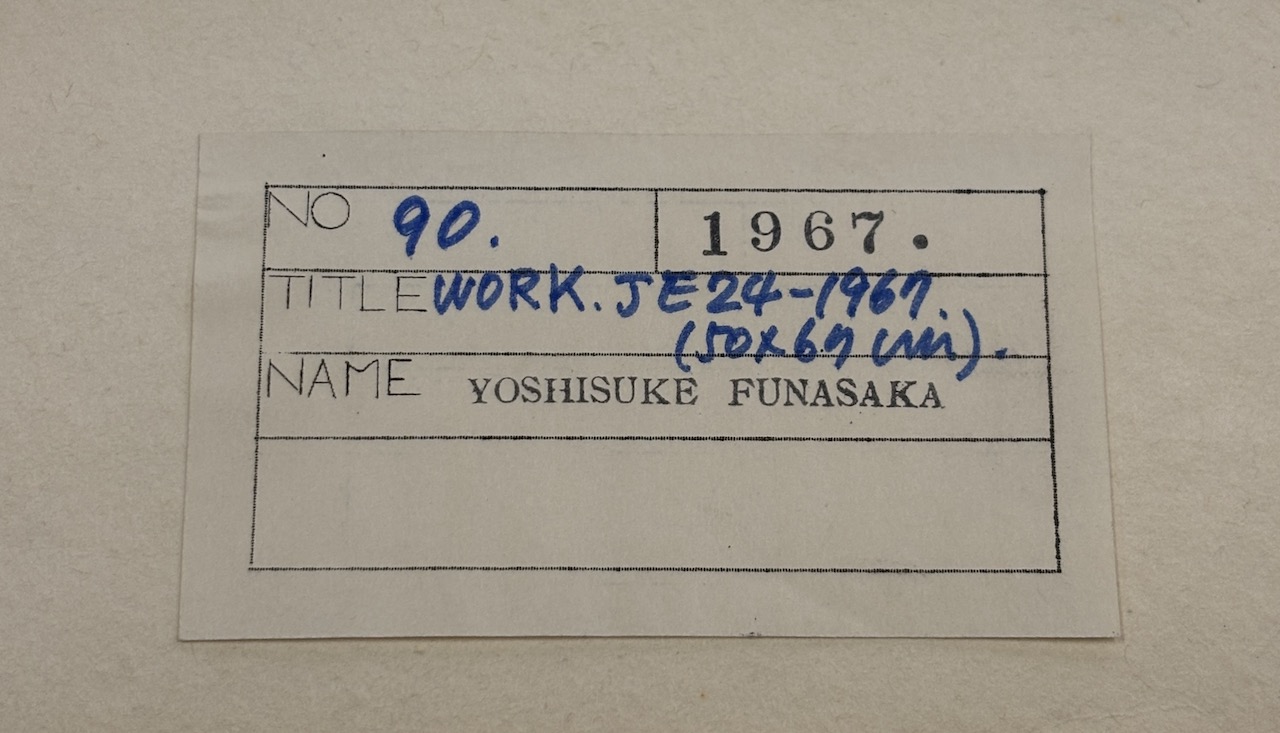 NO 90. 1967.
TITLE WORK. JE24-1967.
(50x67 cm).
NAME YOSHISUKE FUNASAKA